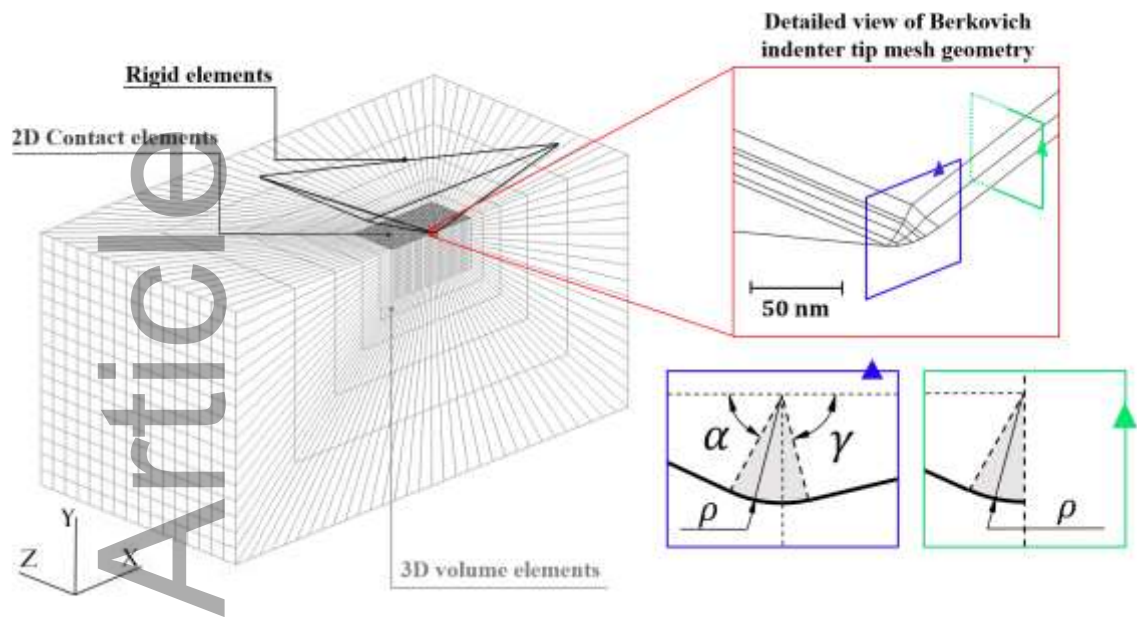 Detailed view of Berkovich
indenter tip mesh geometry
Rigid elements
2D Contact elements
50 nm
α
γ
ρ
ρ
3D volume elements
Y
Z
X
Article